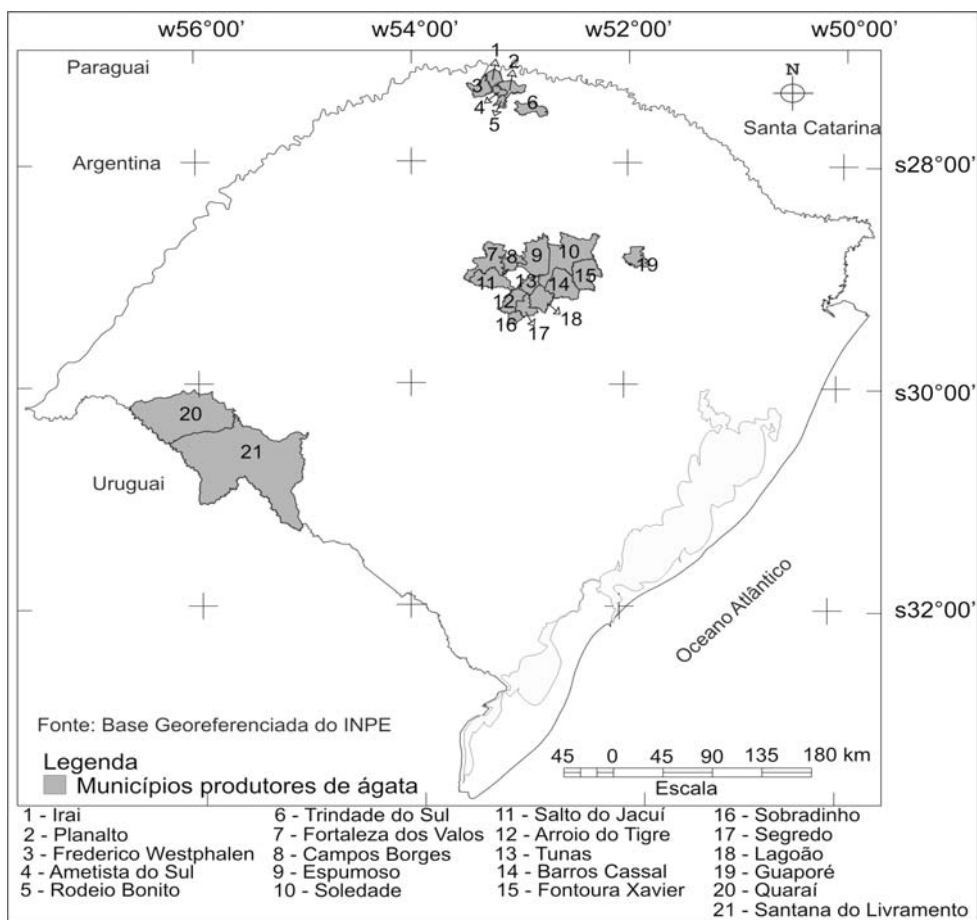 w56°00' w54°00' w52°00' w50°00'
Paraguai
1
2
3
4
5
6
N
Santa Catarina
Argentina
s28°00'
7
8
9
10
11
12
13
14
15
16
17
18
19
s30°00'
20
21
Uruguai
s32°00'
Oceano Atlântico
Fonte: Base Georeferenciada do INPE
Legenda
Municípios produtores de ágata
45 0 45 90 135 180 km
Escala
1 - Irai
2 - Planalto
3 - Frederico Westphalen
4 - Ametista do Sul
5 - Rodeio Bonito
6 - Trindade do Sul
7 - Fortaleza dos Valos
8 - Campos Borges
9 - Espumoso
10 - Soledade
11 - Salto do Jacuí
12 - Arroio do Tigre
13 - Tunas
14 - Barros Cassal
15 - Fontoura Xavier
16 - Sobradinho
17 - Segredo
18 - Lagoão
19 - Guaporé
20 - Quaraí
21 - Santana do Livramento